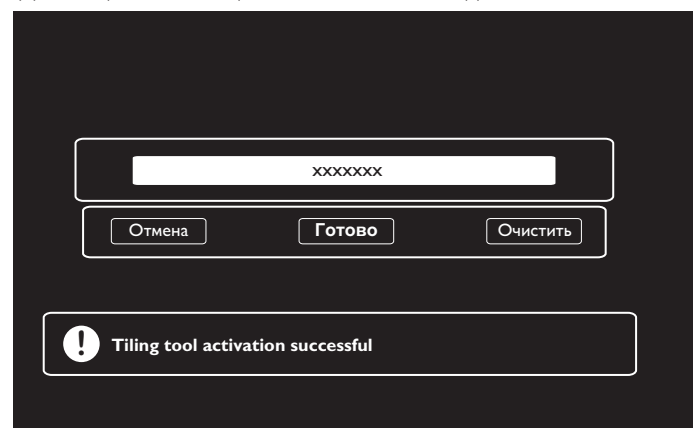 xxxxxxx
Отмена Готово Очистить
Tiling tool activation successful